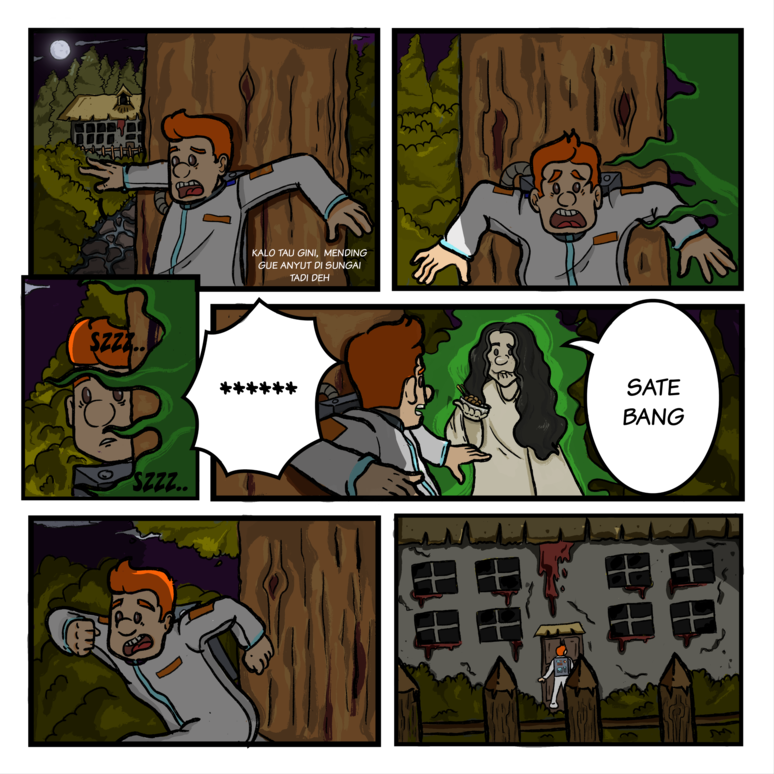 KALO TAU GINI, MENDING
GUE ANYUT DI SUNGAI
TADI DEH
SZZZ..
SZZZ..
******
SATE
BANG